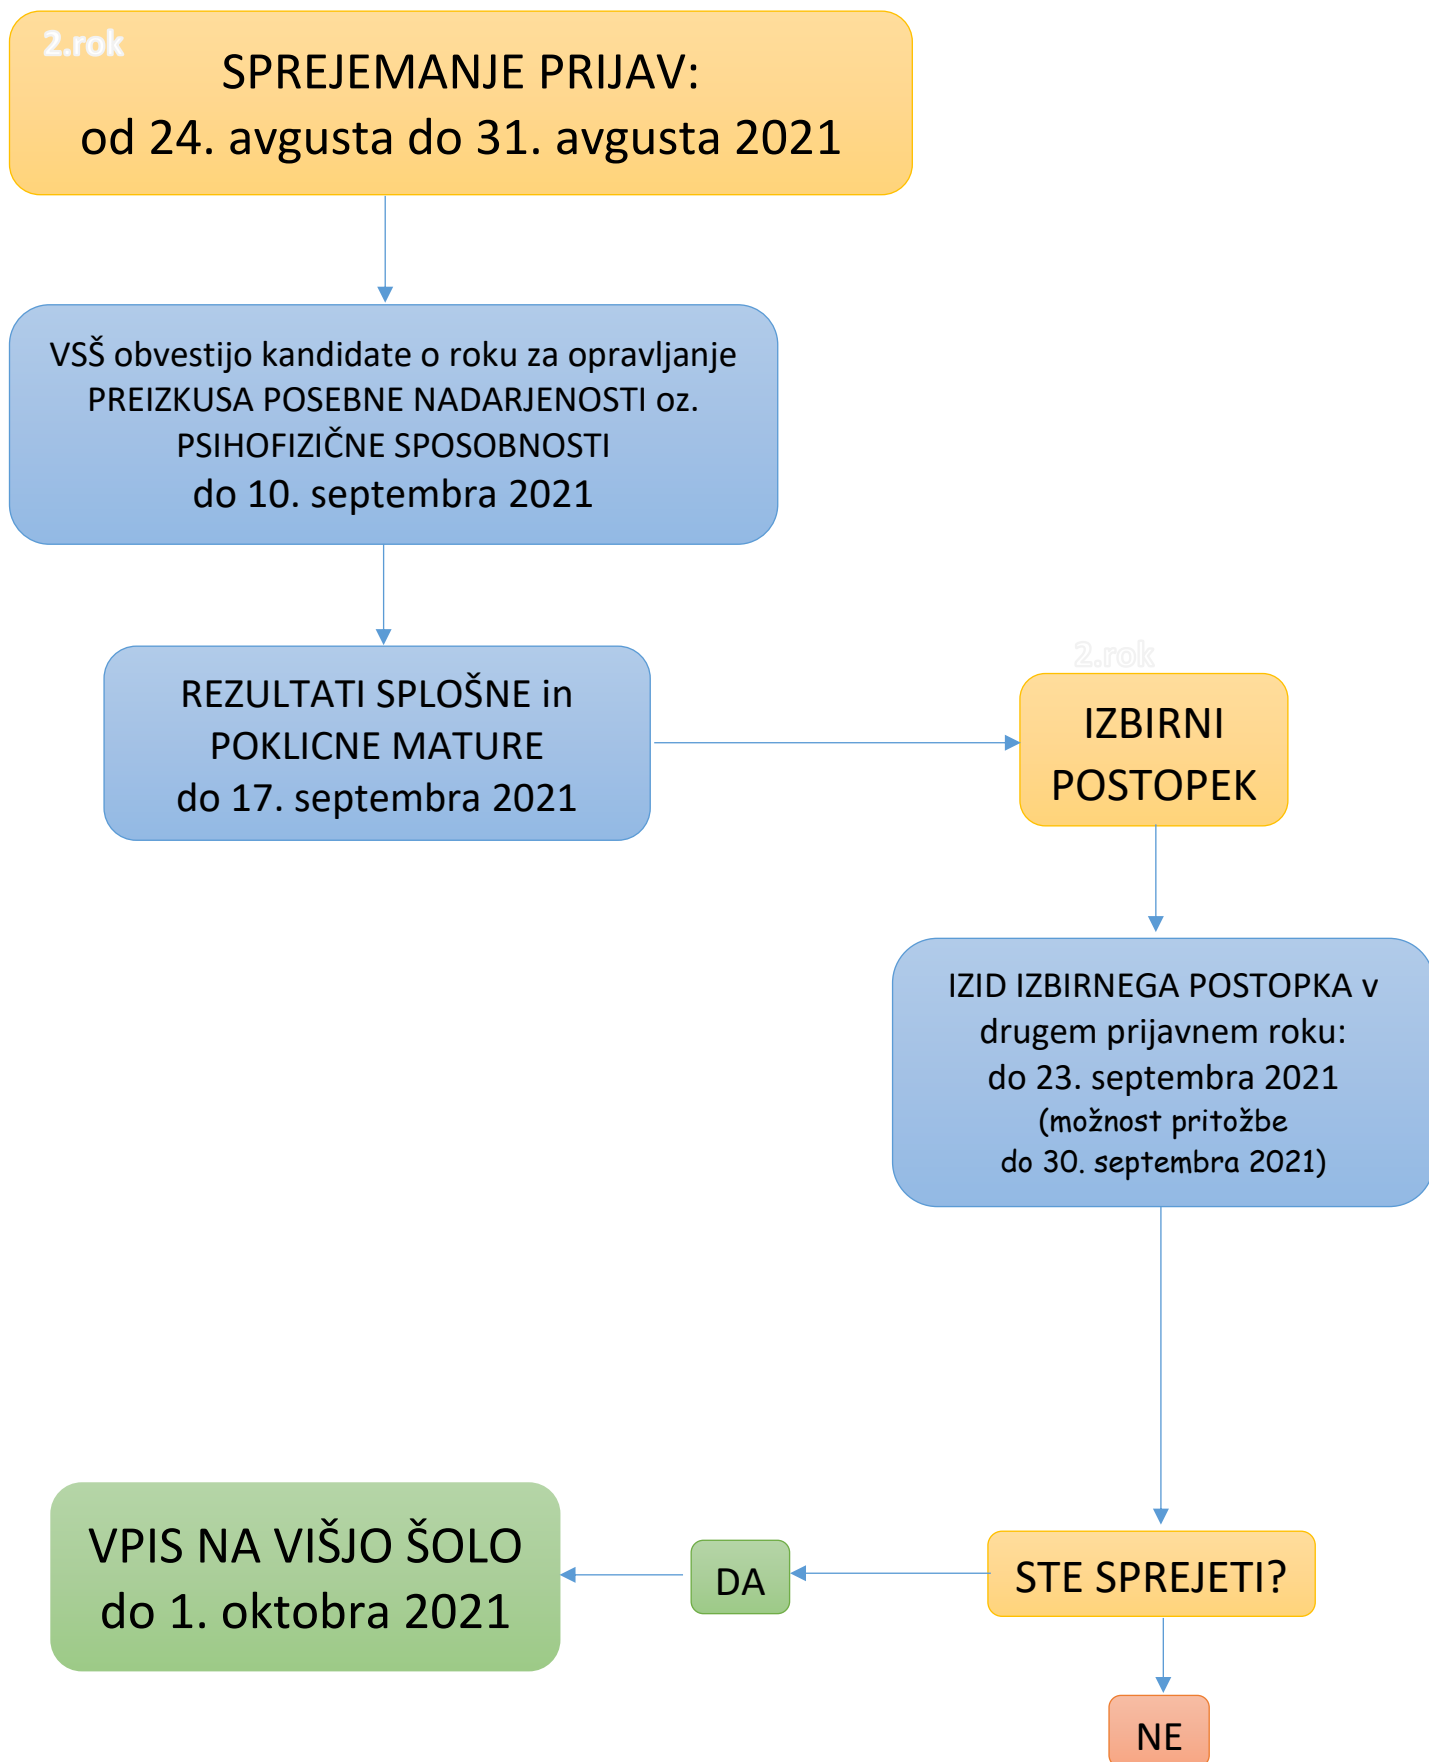 2.rok
SPREJEMANJE PRIJAV:
od 24. avgusta do 31. avgusta 2021
VSŠ obvestijo kandidate o roku za opravljanje
PREIZKUSA POSEBNE NADARJENOSTI oz.
PSIHOFIZIČNE SPOSOBNOSTI
do 10. septembra 2021
REZULTATI SPLOŠNE in
POKLICNE MATURE
do 17. septembra 2021
2.rok
IZBIRNI
POSTOPEK
IZID IZBIRNEGA POSTOPKA v
drugem prijavnem roku:
do 23. septembra 2021
(možnost pritožbe
do 30. septembra 2021)
STE SPREJETI?
DA
VPIS NA VIŠJO ŠOLO
do 1. oktobra 2021
NE